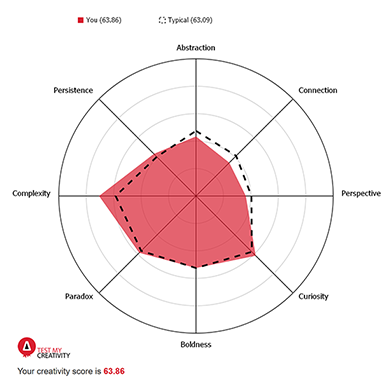 You (63.86) Typical (63.09)
Abstraction
Persistence Connection
Complexity Perspective
Paradox Curiosity
Boldness
TEST MY
CREATIVITY
Your creativity score is 63.86